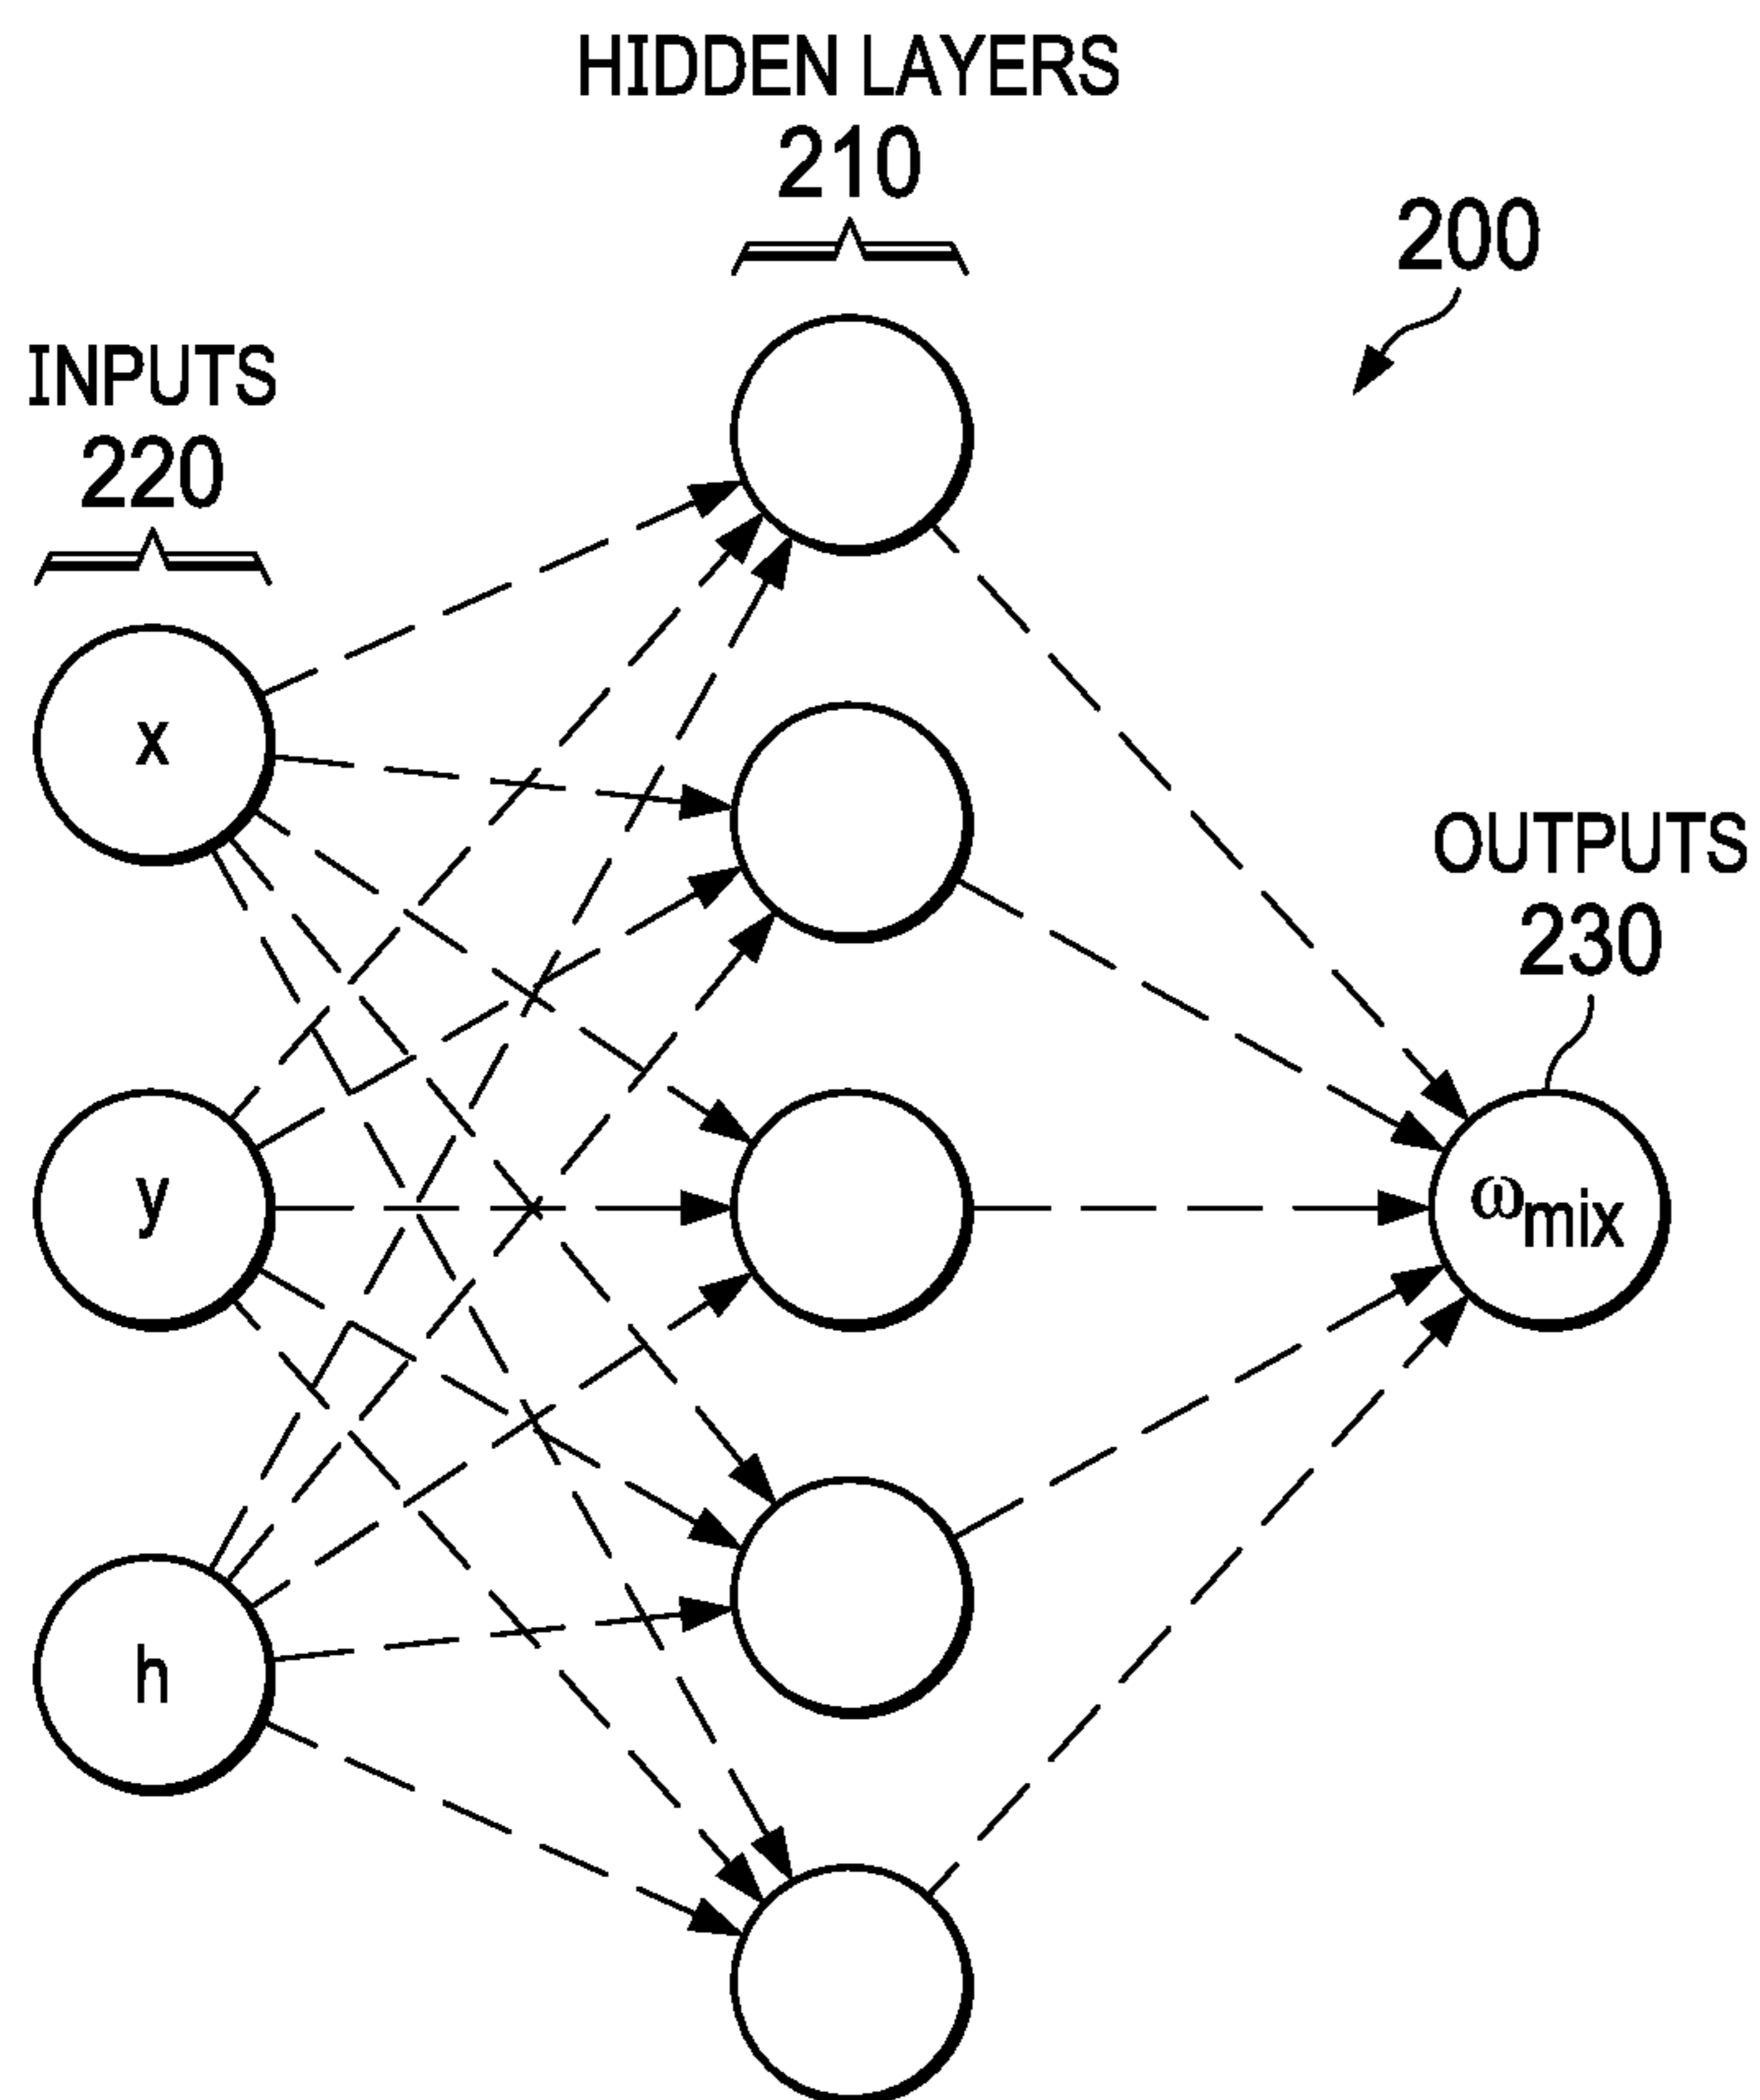 HIDDEN LAYERS
210
200
INPUTS
220
x
OUTPUTS
230
y
ωmix
h